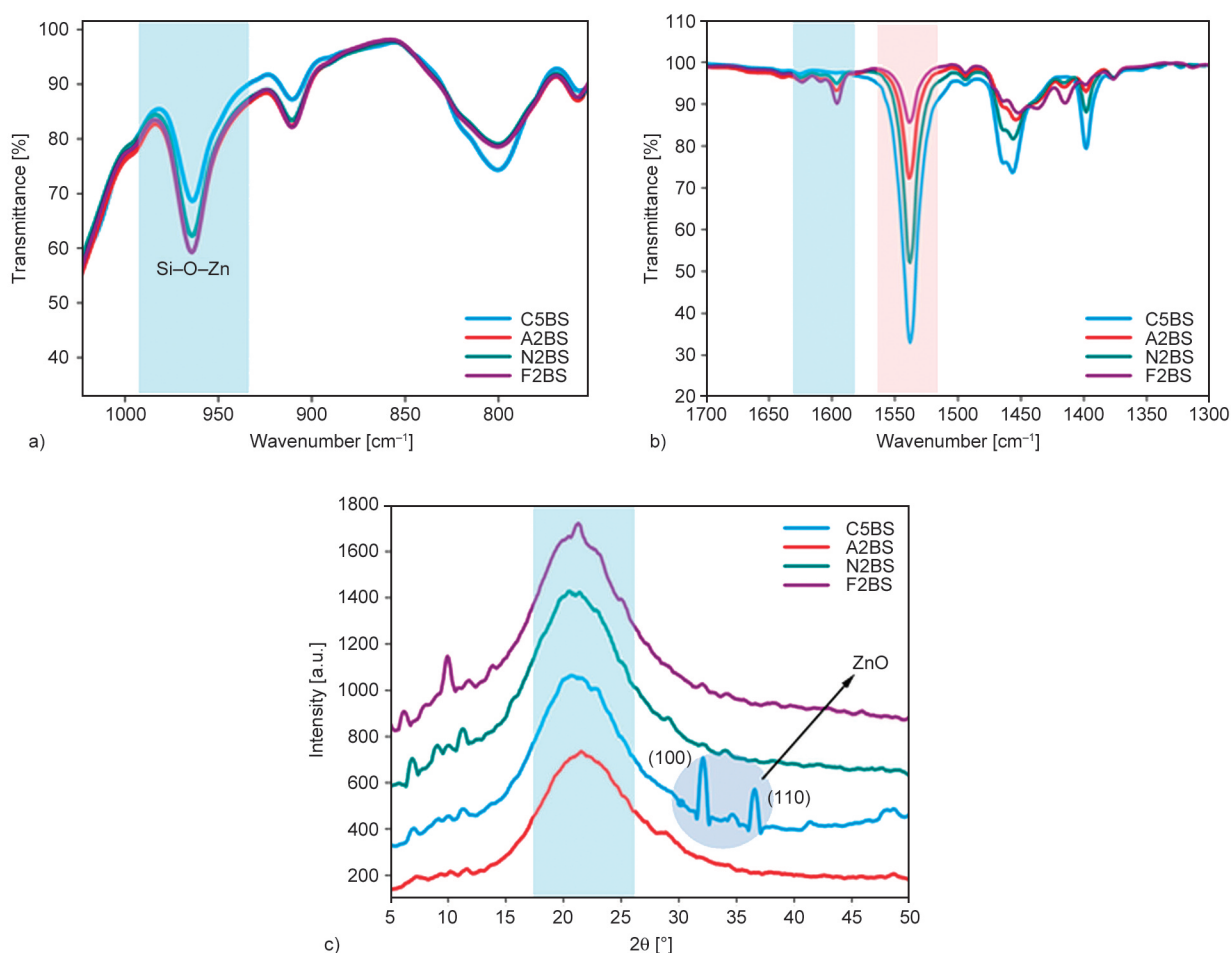 100
90
80
70
60
50
40
Transmittance [%]
Si–O–Zn
C5BS
A2BS
N2BS
F2BS
1000
950
900
850
800
Wavenumber [cm⁻¹]
a)
110
100
90
80
70
60
50
40
30
20
Transmittance [%]
C5BS
A2BS
N2BS
F2BS
1700
1650
1600
1550
1500
1450
1400
1350
1300
Wavenumber [cm⁻¹]
b)
1800
1600
1400
1200
1000
800
600
400
200
Intensity [a.u.]
C5BS
A2BS
N2BS
F2BS
ZnO
(100)
(110)
5
10
15
20
25
30
35
40
45
50
2θ [°]
c)